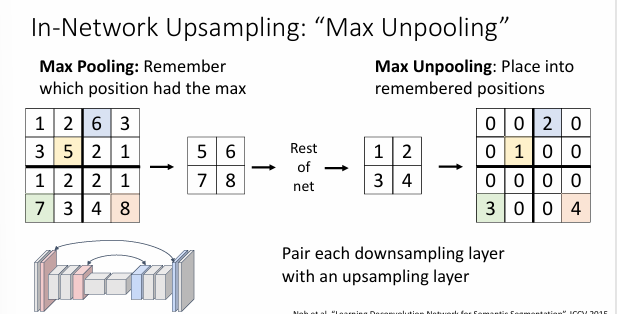 In-Network Upsampling: “Max Unpooling”
Max Pooling: Remember
which position had the max
Max Unpooling: Place into
remembered positions
1 2 6 3
3 5 2 1
1 2 2 1
7 3 4 8
5 6
7 8
Rest
of
net
1 2
3 4
0 0 2 0
0 1 0 0
0 0 0 0
3 0 0 4
Pair each downsampling layer
with an upsampling layer
Noh et al, “Learning Deconvolution Network for Semantic Segmentation”, ICCV 2015